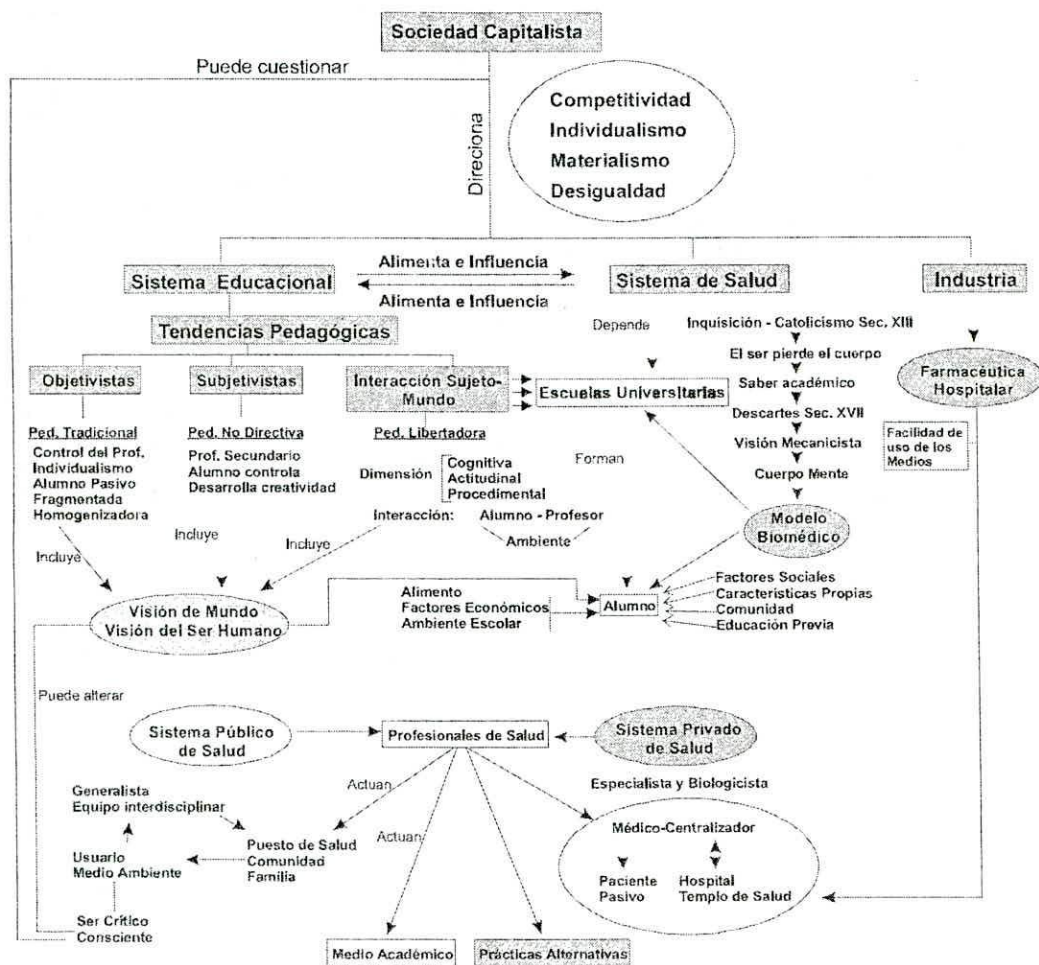 Sociedad Capitalista
Puede cuestionar
Direciona
Competitividad
Individualismo
Materialismo
Desigualdad
Sistema Educacional
Alimenta e Influencia
Alimenta e Influencia
Sistema de Salud
Industria
Tendencias Pedagógicas
Depende
Inquisición - Catolicismo Sec. XIII
El ser pierde el cuerpo
Saber académico
Descartes Sec. XVII
Visión Mecanicista
Cuerpo Mente
Modelo
Biomédico
Farmacéutica
Hospitalar
Facilidad de
uso de los
Medios
Objetivistas
Subjetivistas
Interacción Sujeto-
Mundo
Escuelas Universitarias
Ped. Tradicional
Control del Prof.
Individualismo
Alumno Pasivo
Fragmentada
Homogenizadora
Ped. No Directiva
Prof. Secundario
Alumno controla
Desarrolla creatividad
Ped. Libertadora
Dimensión
Cognitiva
Actitudinal
Procedimental
Interacción:
Alumno - Profesor
Ambiente
Forman
Incluye
Incluye
Incluye
Visión de Mundo
Visión del Ser Humano
Alimento
Factores Económicos
Ambiente Escolar
Alumno
Factores Sociales
Características Propias
Comunidad
Educación Previa
Puede alterar
Sistema Público
de Salud
Profesionales de Salud
Sistema Privado
de Salud
Especialista y Biologicista
Actuan
Actuan
Generalista
Equipo interdisciplinar
Puesto de Salud
Comunidad
Familia
Usuario
Medio Ambiente
Ser Crítico
Consciente
Médico-Centralizador
Paciente
Pasivo
Hospital
Templo de Salud
Medio Académico
Prácticas Alternativas